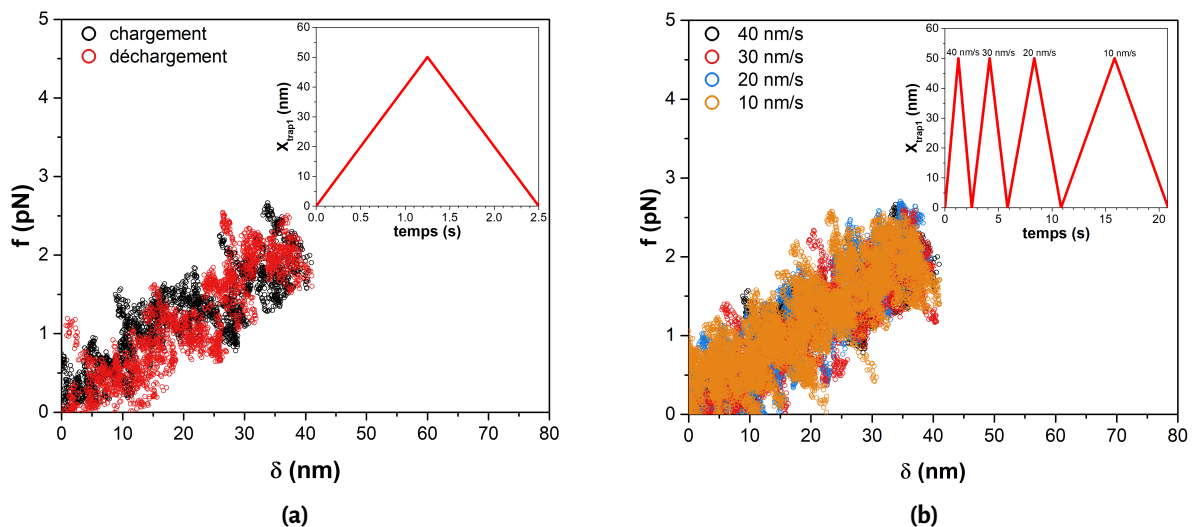 chargement
déchargement
f (pN)
5
4
3
2
1
0
0 10 20 30 40 50 60 70 80
δ (nm)
X_trap1 (nm)
60
50
40
30
20
10
0
0.0 0.5 1.0 1.5 2.0 2.5
temps (s)
(a)
40 nm/s
30 nm/s
20 nm/s
10 nm/s
f (pN)
5
4
3
2
1
0
0 10 20 30 40 50 60 70 80
δ (nm)
X_trap1 (nm)
60
50
40
30
20
10
0
40 nm/s 30 nm/s 20 nm/s 10 nm/s
0 5 10 15 20
temps (s)
(b)